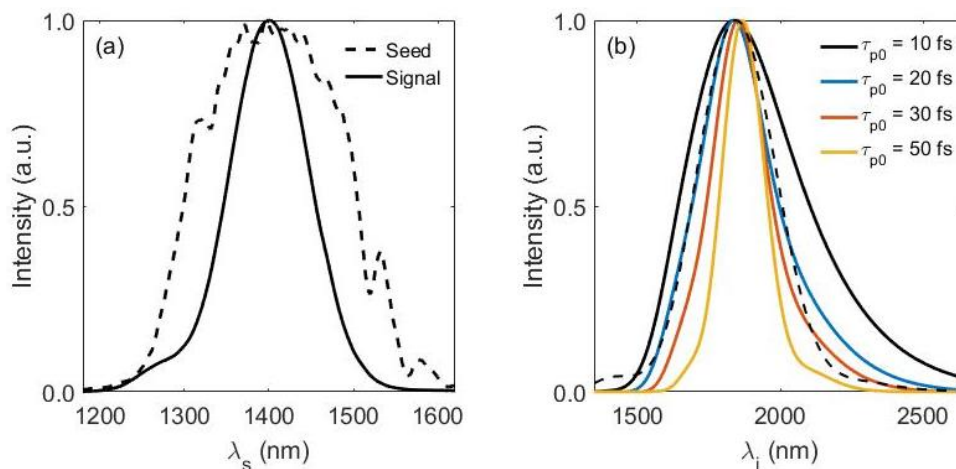 (a)
Seed
Signal
Intensity (a.u.)
1.0
0.5
0.0
1200
1300
1400
1500
1600
λs (nm)
(b)
τp0 = 10 fs
τp0 = 20 fs
τp0 = 30 fs
τp0 = 50 fs
Intensity (a.u.)
1.0
0.5
0.0
1500
2000
2500
λi (nm)